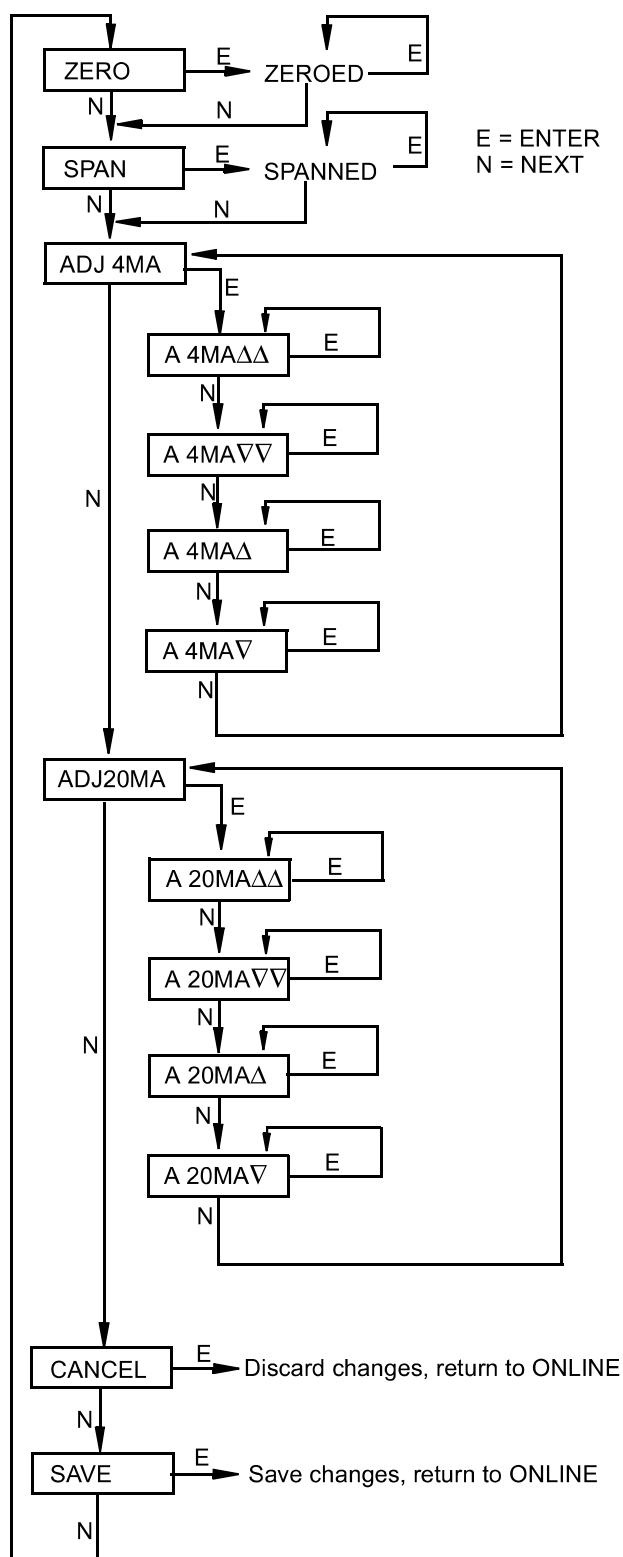 E
E
ZERO
ZEROED
N
N
E = ENTER
N = NEXT
E
E
SPAN
SPANNED
N
N
ADJ 4MA
E
A 4MA∆∆
E
N
A 4MA∇∇
E
N
N
A 4MA∆
E
N
A 4MA∇
E
N
ADJ20MA
E
A 20MA∆∆
E
N
A 20MA∇∇
E
N
N
A 20MA∆
E
N
A 20MA∇
E
N
CANCEL
E
Discard changes, return to ONLINE
N
SAVE
E
Save changes, return to ONLINE
N